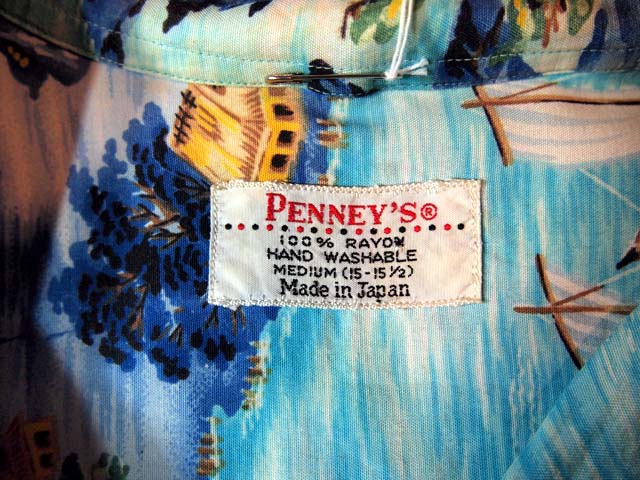 PENNEY'S®
100% RAYON
HAND WASHABLE
MEDIUM (15-15½)
Made in Japan